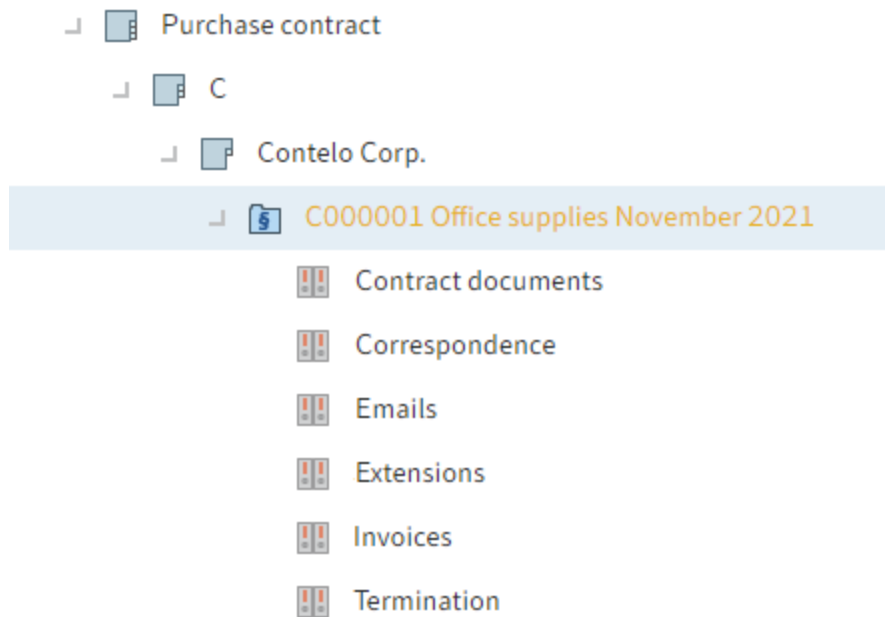 Purchase contract
C
Contelo Corp.
§ C000001 Office supplies November 2021
Contract documents
Correspondence
Emails
Extensions
Invoices
Termination